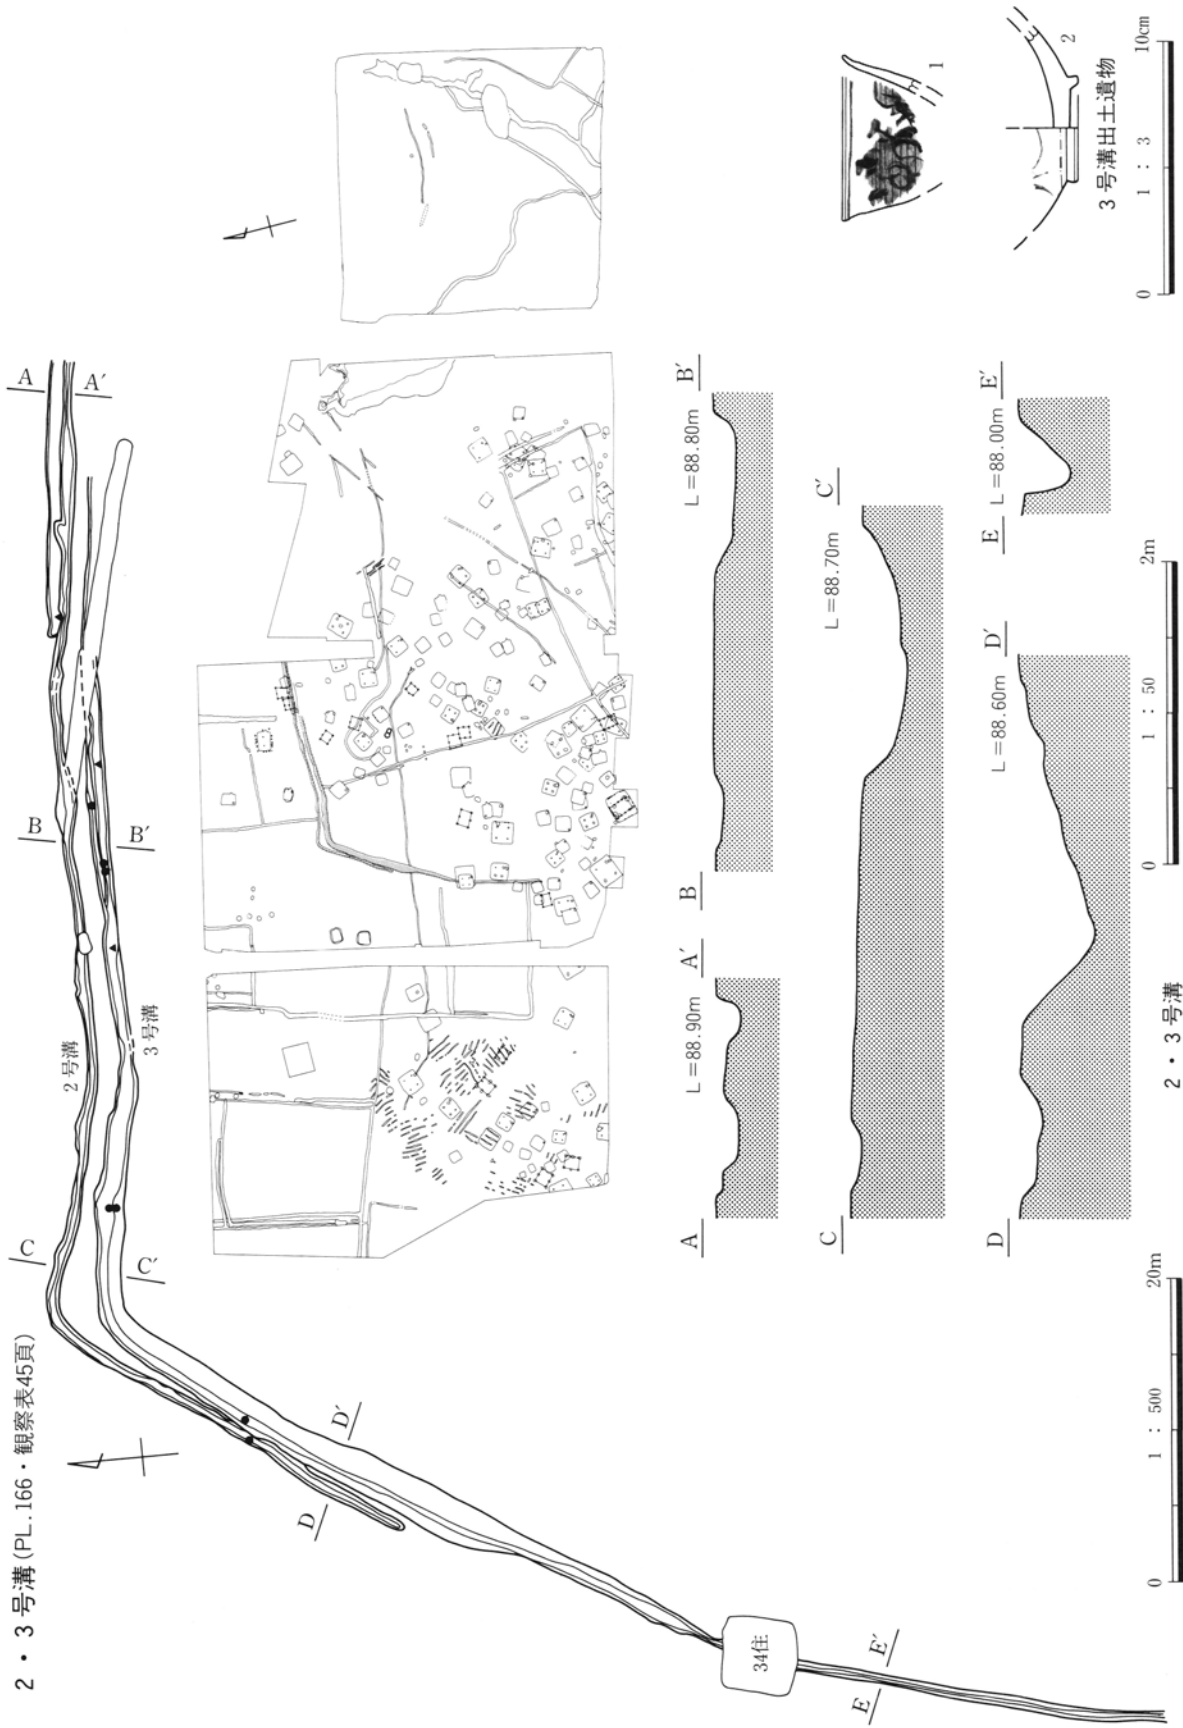 2・3号溝(PL.166・観察表45頁)
A
A′
B
B′
2号溝
3号溝
C
C′
D
D′
34住
E
E′
0 1 : 500 20m
A L=88.90m A′
B L=88.80m B′
C L=88.70m C′
D L=88.60m D′
E L=88.00m E′
2・3号溝
0 1 : 50 2m
1
2
3号溝出土遺物
0 1 : 3 10cm